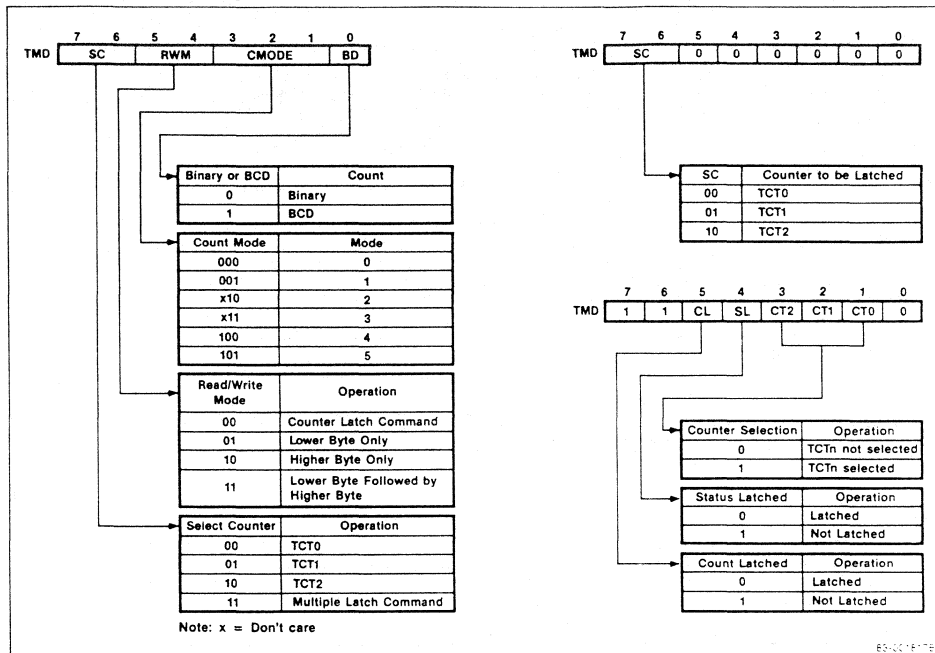 7 6 5 4 3 2 1 0
TMD SC RWM CMODE BD
Binary or BCD Count
0 Binary
1 BCD
Count Mode Mode
000 0
001 1
x10 2
x11 3
100 4
101 5
Read/Write Mode Operation
00 Counter Latch Command
01 Lower Byte Only
10 Higher Byte Only
11 Lower Byte Followed by
Higher Byte
Select Counter Operation
00 TCT0
01 TCT1
10 TCT2
11 Multiple Latch Command
Note: x = Don't care
7 6 5 4 3 2 1 0
TMD SC 0 0 0 0 0 0
SC Counter to be Latched
00 TCT0
01 TCT1
10 TCT2
7 6 5 4 3 2 1 0
TMD 1 1 CL SL CT2 CT1 CT0 0
Counter Selection Operation
0 TCTn not selected
1 TCTn selected
Status Latched Operation
0 Latched
1 Not Latched
Count Latched Operation
0 Latched
1 Not Latched